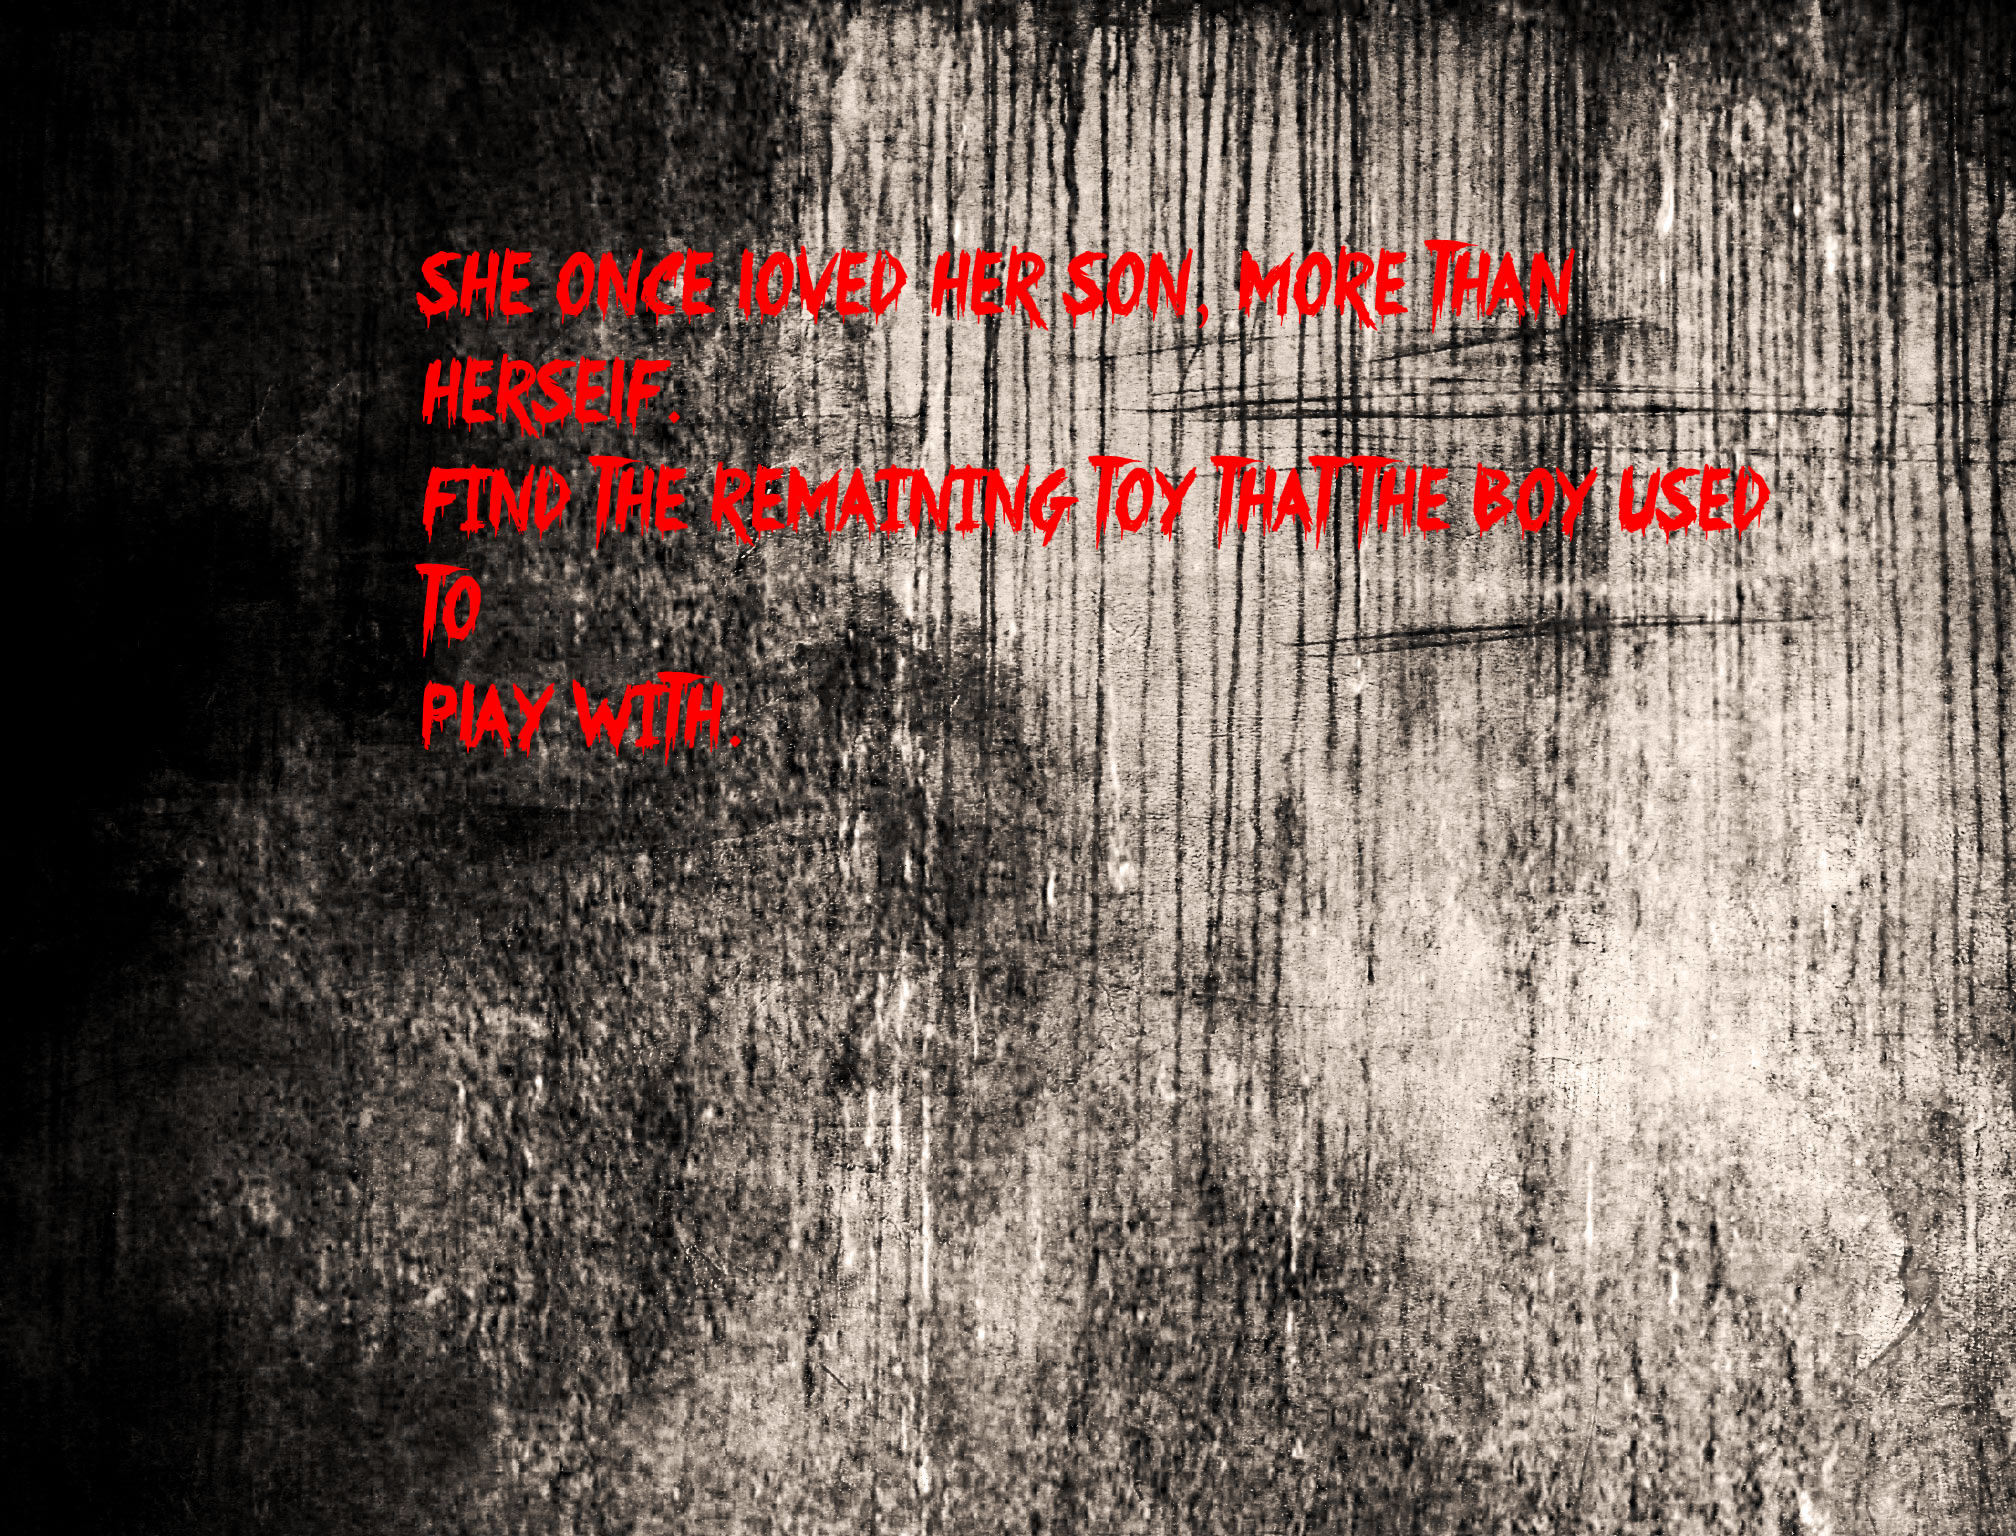 SHE ONCE lOVED HER SON, MORE THAN
HERSElF.
FIND THE REMAINING TOY THAT THE BOY USED
TO
PlAY WITH.